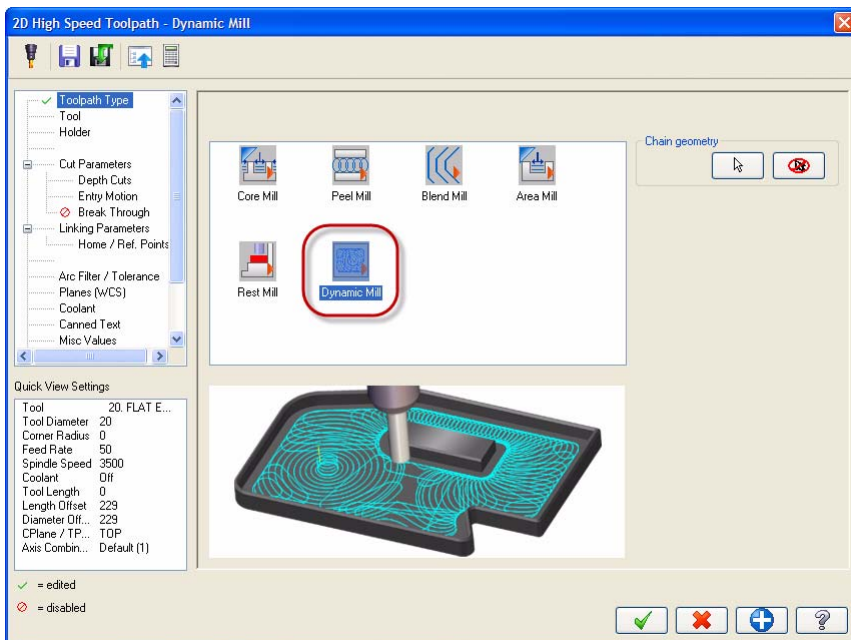 2D High Speed Toolpath - Dynamic Mill
Toolpath Type
Tool
Holder
Cut Parameters
Depth Cuts
Entry Motion
Break Through
Linking Parameters
Home / Ref. Points
Arc Filter / Tolerance
Planes (WCS)
Coolant
Canned Text
Misc Values
Core Mill
Peel Mill
Blend Mill
Area Mill
Rest Mill
Dynamic Mill
Chain geometry
Quick View Settings
Tool 20. FLAT E...
Tool Diameter 20
Corner Radius 0
Feed Rate 50
Spindle Speed 3500
Coolant Off
Tool Length 0
Length Offset 229
Diameter Off... 229
CPlane / TP... TOP
Axis Combin... Default (1)
= edited
= disabled